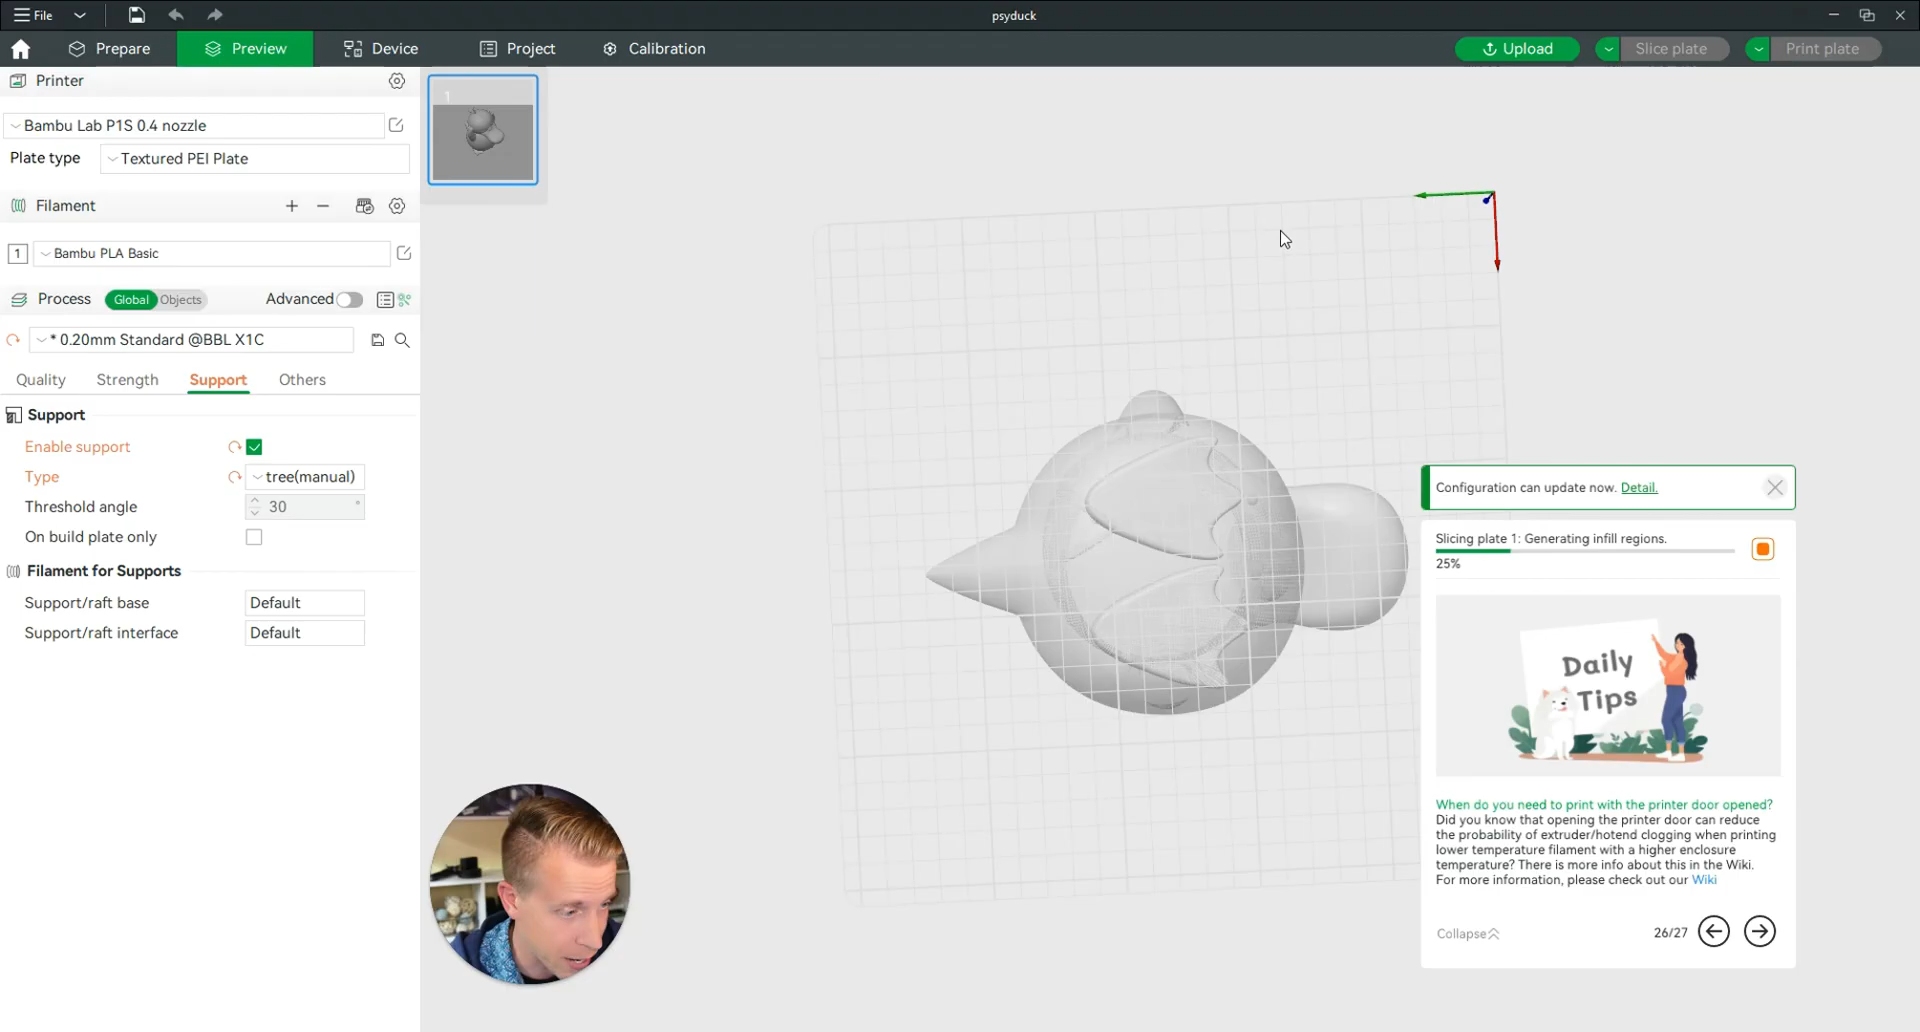 File
psyduck
Prepare
Preview
Device
Project
Calibration
Upload
Slice plate
Print plate
Printer
Bambu Lab P1S 0.4 nozzle
Plate type
Textured PEI Plate
Filament
1
Bambu PLA Basic
Process
Global
Objects
Advanced
* 0.20mm Standard @BBL X1C
Quality
Strength
Support
Others
Support
Enable support
Type
tree(manual)
Threshold angle
30 °
On build plate only
Filament for Supports
Support/raft base
Default
Support/raft interface
Default
1
Configuration can update now. Detail.
Slicing plate 1: Generating infill regions.
25%
Daily
Tips
When do you need to print with the printer door opened?
Did you know that opening the printer door can reduce
the probability of extruder/hotend clogging when printing
lower temperature filament with a higher enclosure
temperature? There is more info about this in the Wiki.
For more information, please check out our Wiki
Collapse
26/27